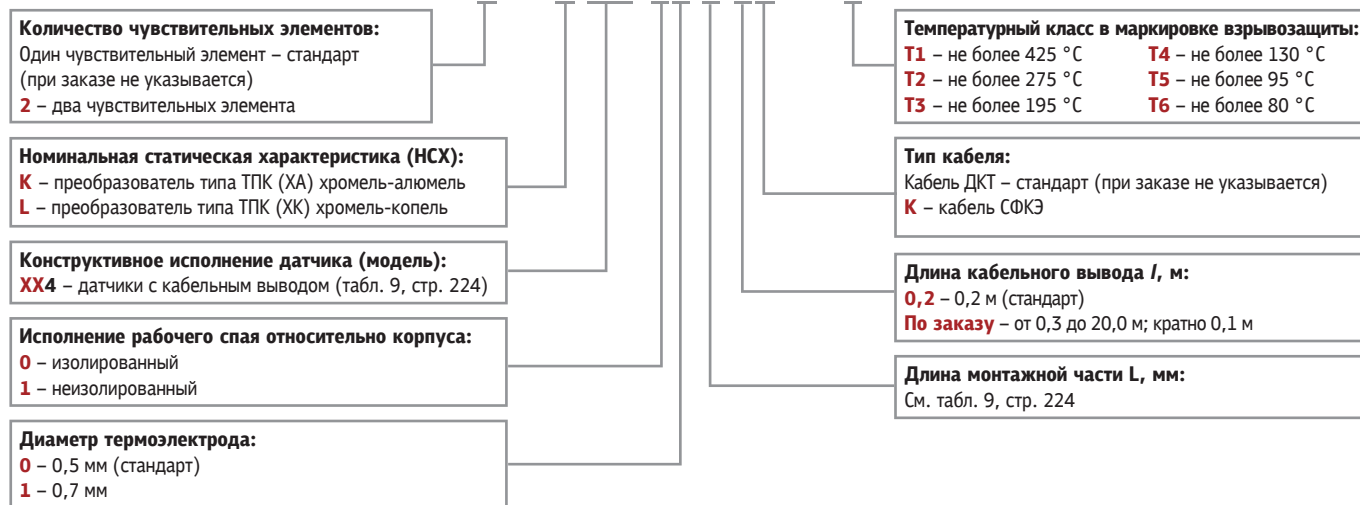 Количество чувствительных элементов:
Один чувствительный элемент – стандарт
(при заказе не указывается)
2 – два чувствительных элемента
Номинальная статическая характеристика (НСХ):
K – преобразователь типа ТПК (ХА) хромель-алюмель
L – преобразователь типа ТПК (ХК) хромель-копель
Конструктивное исполнение датчика (модель):
XX4 – датчики с кабельным выводом (табл. 9, стр. 224)
Исполнение рабочего спая относительно корпуса:
0 – изолированный
1 – неизолированный
Диаметр термоэлектрода:
0 – 0,5 мм (стандарт)
1 – 0,7 мм
Температурный класс в маркировке взрывозащиты:
T1 – не более 425 °C T4 – не более 130 °C
T2 – не более 275 °C T5 – не более 95 °C
T3 – не более 195 °C T6 – не более 80 °C
Тип кабеля:
Кабель ДКТ – стандарт (при заказе не указывается)
К – кабель СФКЭ
Длина кабельного вывода l, м:
0,2 – 0,2 м (стандарт)
По заказу – от 0,3 до 20,0 м; кратно 0,1 м
Длина монтажной части L, мм:
См. табл. 9, стр. 224